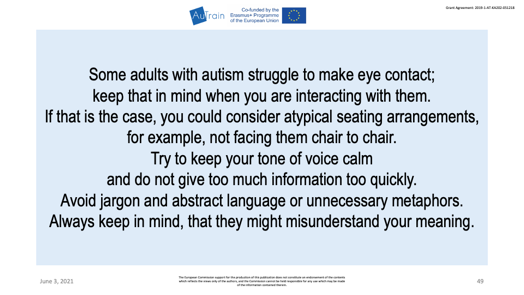 AuTrain
Co-funded by the
Erasmus+ Programme
of the European Union
Grant Agreement: 2019-1-AT-KA202-051218
Some adults with autism struggle to make eye contact;
keep that in mind when you are interacting with them.
If that is the case, you could consider atypical seating arrangements,
for example, not facing them chair to chair.
Try to keep your tone of voice calm
and do not give too much information too quickly.
Avoid jargon and abstract language or unnecessary metaphors.
Always keep in mind, that they might misunderstand your meaning.
June 3, 2021
The European Commission support for the production of this publication does not constitute an endorsement of the contents
which reflects the views only of the authors, and the Commission cannot be held responsible for any use which may be made
of the information contained therein.
49